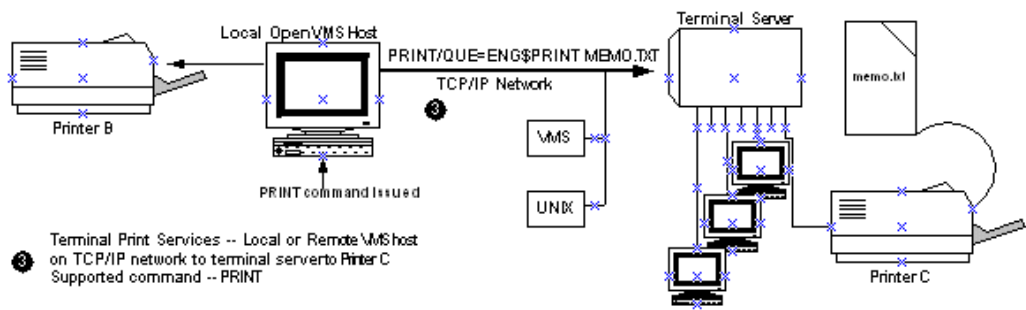 Terminal Server
Local OpenVMS Host
PRINT/QUE=ENG$PRINT MEMO.TXT
memo.txt
TCP/IP Network
3
Printer B
VMS
PRINT command issued
UNIX
3 Terminal Print Services -- Local or Remote VMS host
on TCP/IP network to terminal server to Printer C
Supported command -- PRINT
Printer C